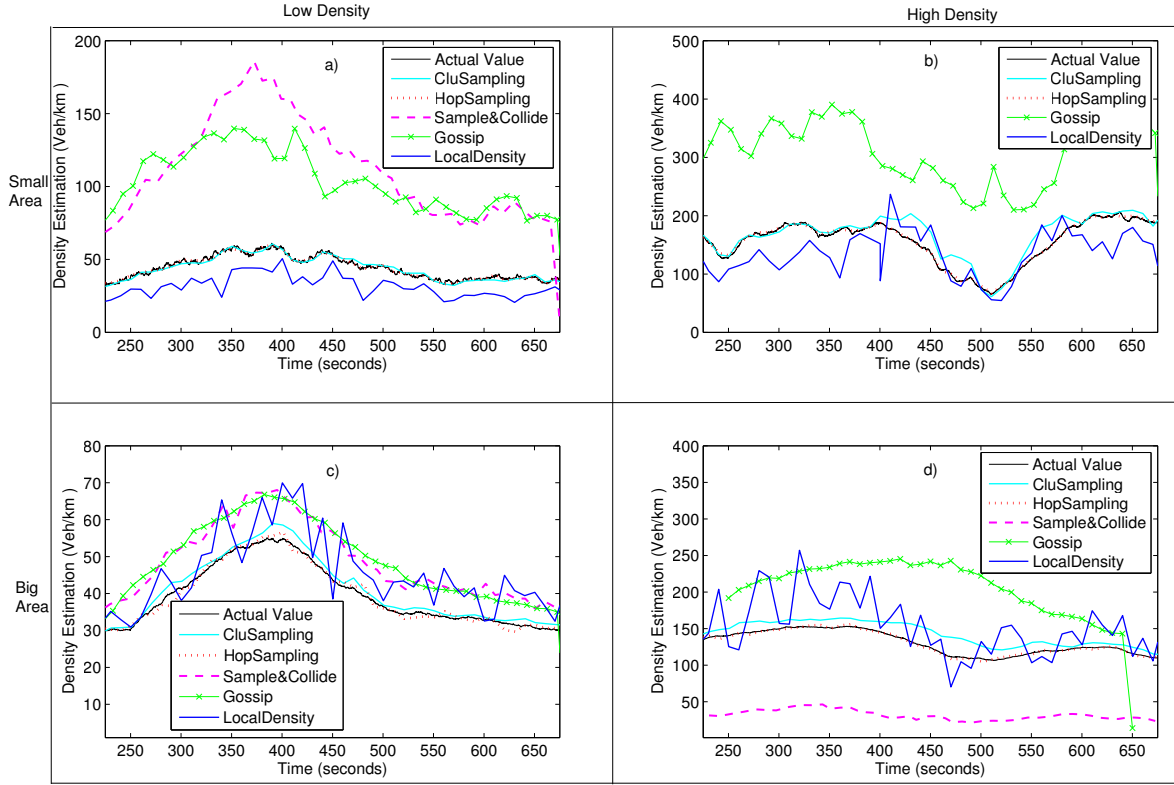 Low Density
High Density
Small
Area
Big
Area
a)
Density Estimation (Veh/km )
200
150
100
50
0
250 300 350 400 450 500 550 600 650
Time (seconds)
Actual Value
CluSampling
HopSampling
Sample&Collide
Gossip
LocalDensity
b)
Density Estimation (Veh/km )
500
400
300
200
100
0
250 300 350 400 450 500 550 600 650
Time (seconds)
Actual Value
CluSampling
HopSampling
Gossip
LocalDensity
c)
Density Estimation (Veh/km )
80
70
60
50
40
30
20
10
250 300 350 400 450 500 550 600 650
Time (seconds)
Actual Value
CluSampling
HopSampling
Sample&Collide
Gossip
LocalDensity
d)
Density Estimation (Veh/km )
400
350
300
250
200
150
100
50
250 300 350 400 450 500 550 600 650
Time (seconds)
Actual Value
CluSampling
HopSampling
Sample&Collide
Gossip
LocalDensity